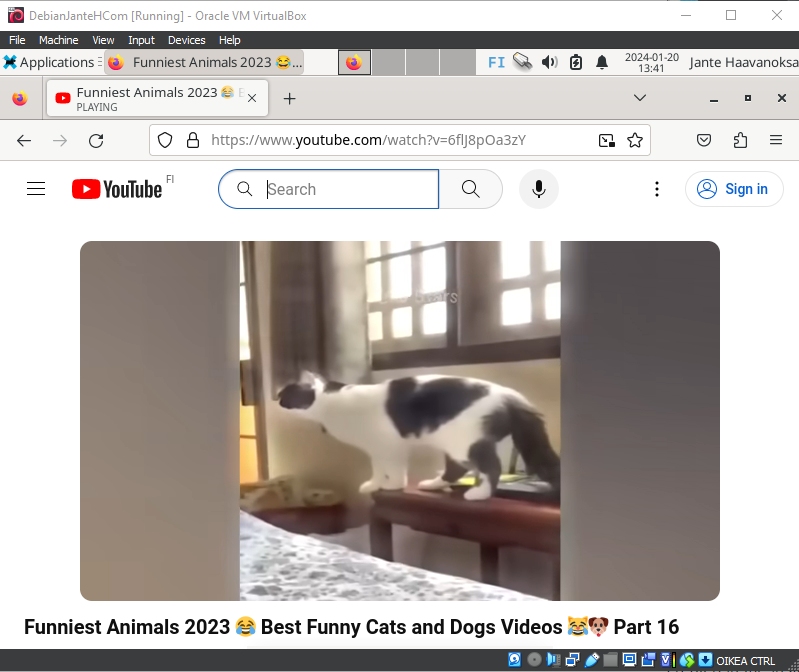 DebianJanteHCom [Running] - Oracle VM VirtualBox
File Machine View Input Devices Help
Applications Funniest Animals 2023 😂... FI 2024-01-20 13:41 Jante Haavanoksa
Funniest Animals 2023 😂
PLAYING
https://www.youtube.com/watch?v=6flJ8pOa3zY
YouTube FI Search Sign in
Funniest Animals 2023 😂 Best Funny Cats and Dogs Videos 😹🐶 Part 16
OIKEA CTRL